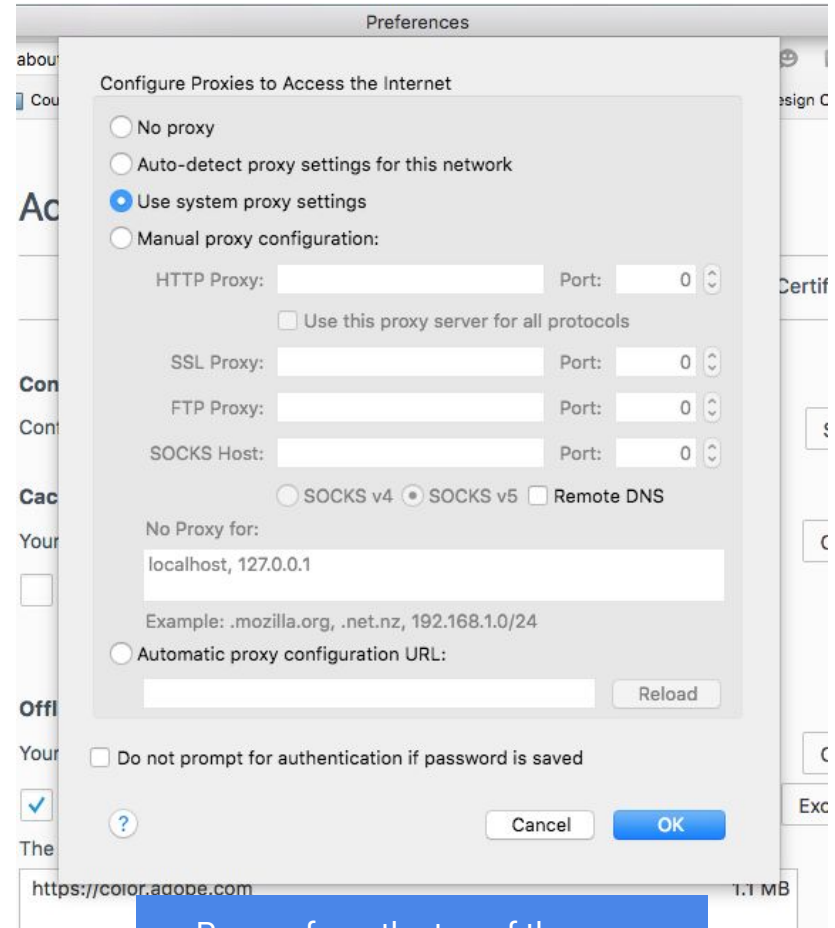 Preferences
Configure Proxies to Access the Internet
No proxy
Auto-detect proxy settings for this network
Use system proxy settings
Manual proxy configuration:
HTTP Proxy: Port: 0
Use this proxy server for all protocols
SSL Proxy: Port: 0
FTP Proxy: Port: 0
SOCKS Host: Port: 0
SOCKS v4 SOCKS v5 Remote DNS
No Proxy for:
localhost, 127.0.0.1
Example: .mozilla.org, .net.nz, 192.168.1.0/24
Automatic proxy configuration URL:
Reload
Do not prompt for authentication if password is saved
? Cancel OK
The
https://color.adobe.com 1.1 MB